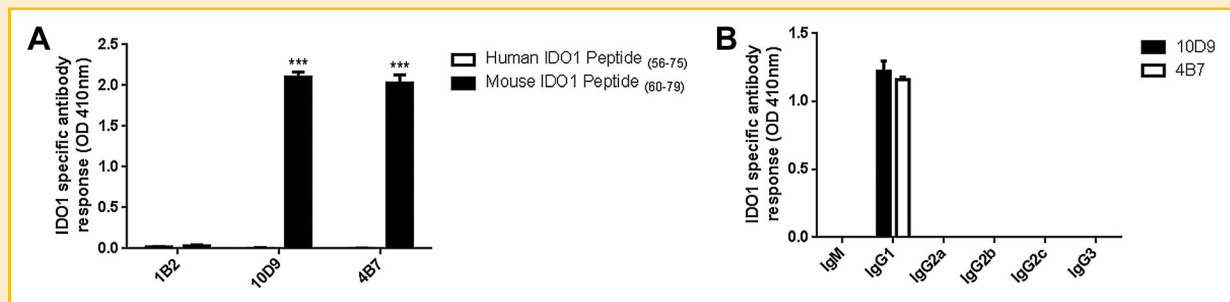 A
IDO1 specific antibody
response (OD 410nm)
2.5
2.0
1.5
1.0
0.5
0.0
***
***
1B2
10D9
4B7
Human IDO1 Peptide (56-75)
Mouse IDO1 Peptide (60-79)
B
IDO1 specific antibody
response (OD 410nm)
1.5
1.0
0.5
0.0
IgM
IgG1
IgG2a
IgG2b
IgG2c
IgG3
10D9
4B7